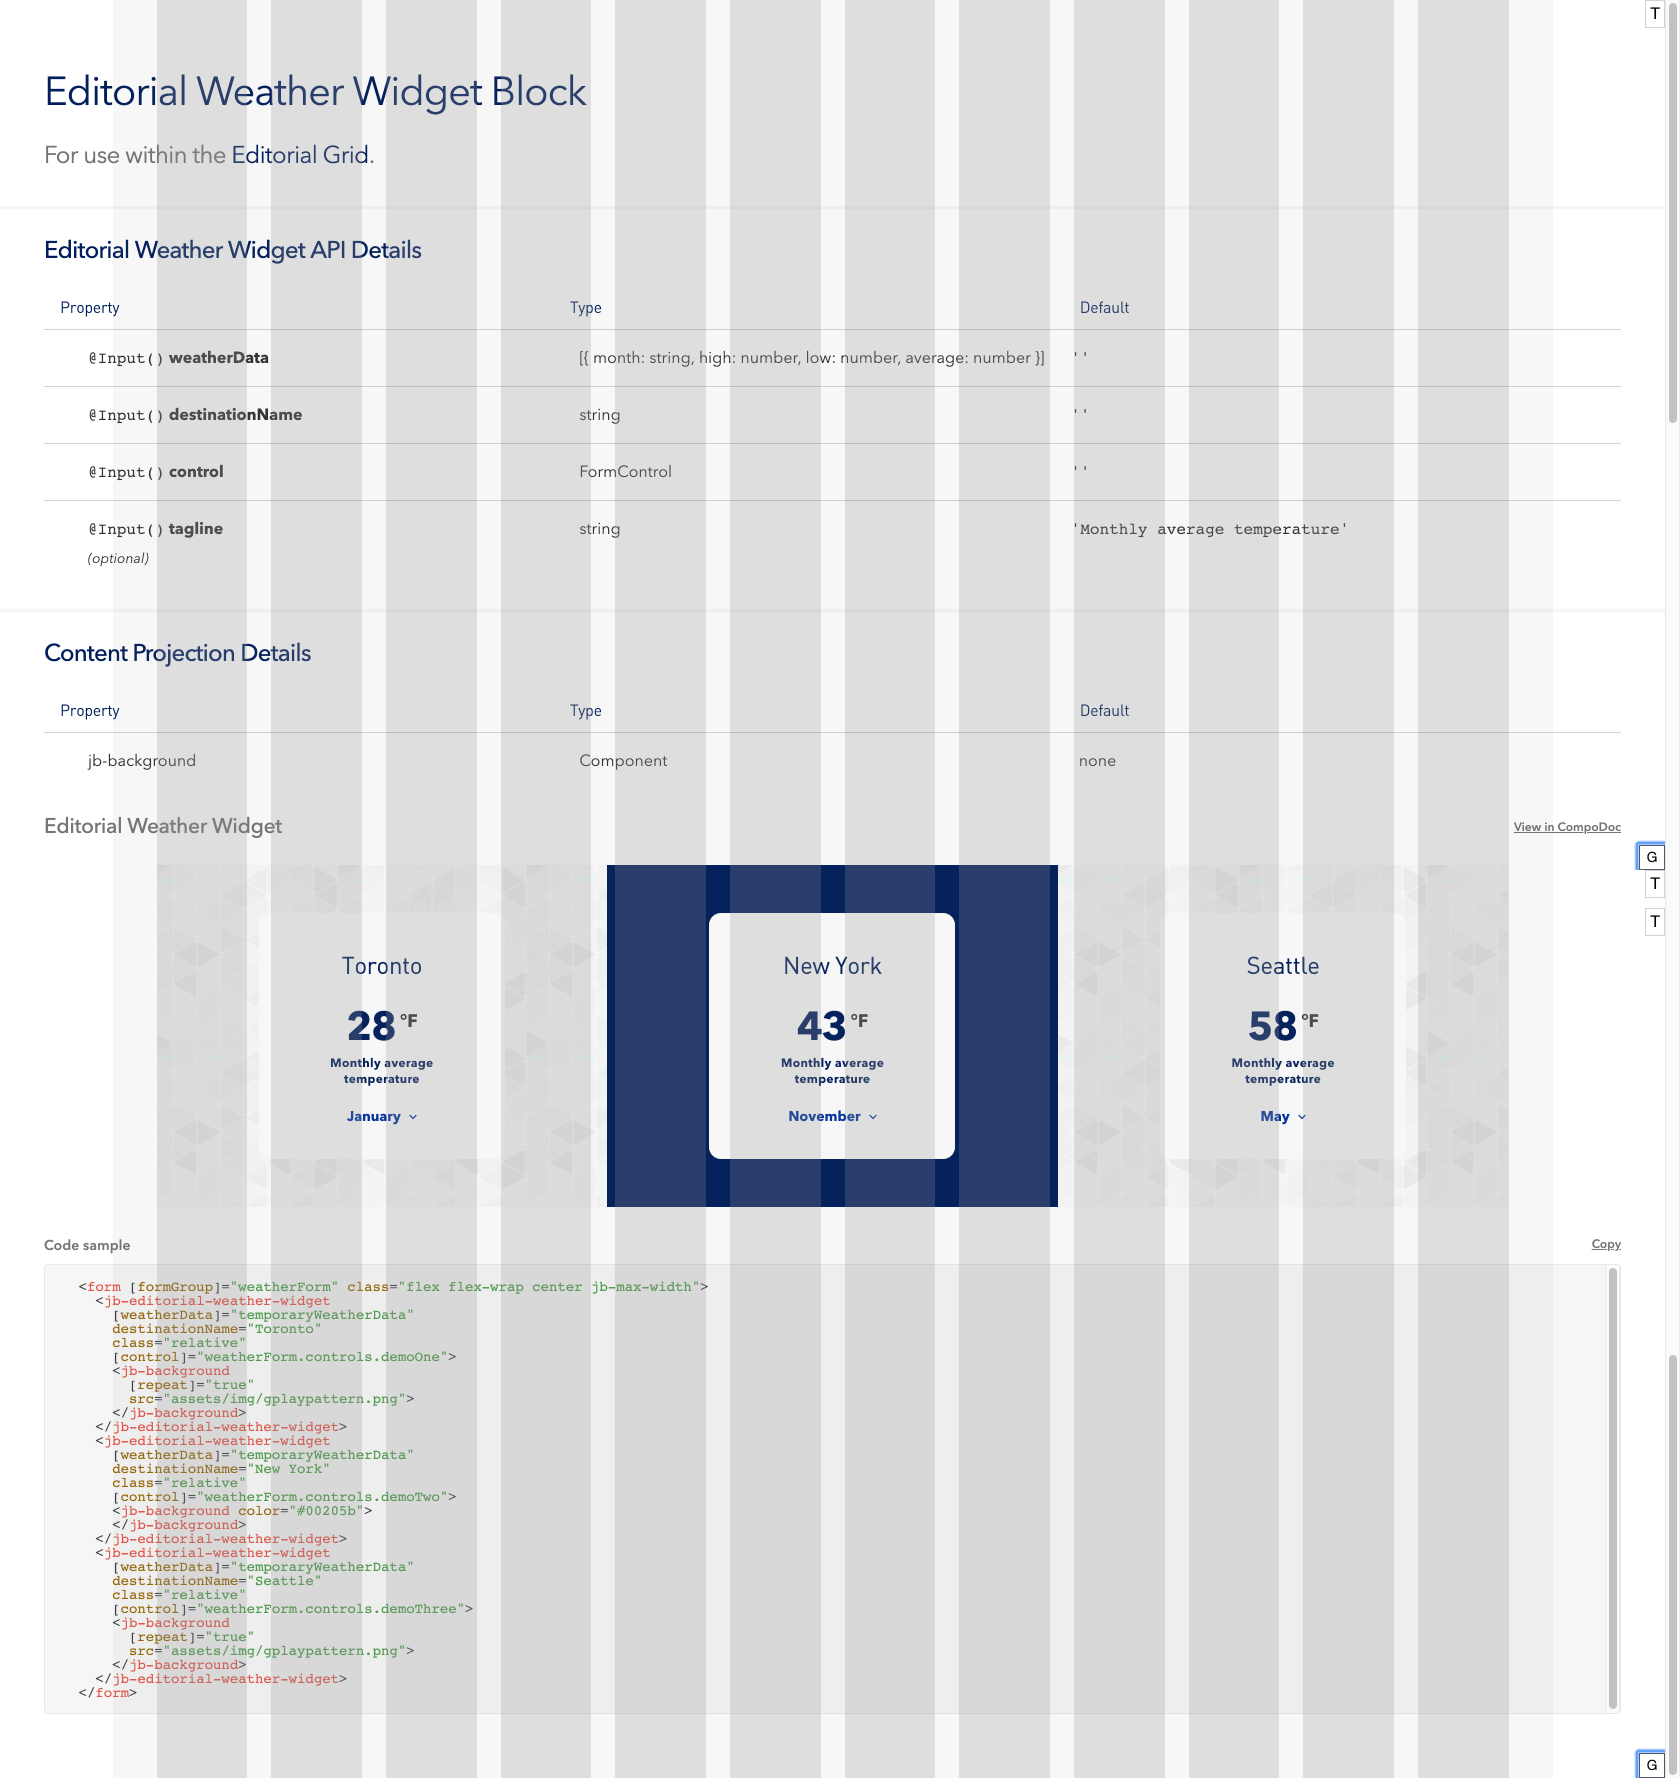 T
Editorial Weather Widget Block
For use within the Editorial Grid.
Editorial Weather Widget API Details
Property Type Default
@Input() weatherData [{ month: string, high: number, low: number, average: number }] ''
@Input() destinationName string ''
@Input() control FormControl ''
@Input() tagline string 'Monthly average temperature'
(optional)
Content Projection Details
Property Type Default
jb-background Component none
Editorial Weather Widget View in CompoDoc
G
T
T
Toronto
28 °F
Monthly average
temperature
January
New York
43 °F
Monthly average
temperature
November
Seattle
58 °F
Monthly average
temperature
May
Code sample Copy
<form [formGroup]="weatherForm" class="flex flex-wrap center jb-max-width">
  <jb-editorial-weather-widget
    [weatherData]="temporaryWeatherData"
    destinationName="Toronto"
    class="relative"
    [control]="weatherForm.controls.demoOne">
    <jb-background
      [repeat]="true"
      src="assets/img/gplaypattern.png">
    </jb-background>
  </jb-editorial-weather-widget>
  <jb-editorial-weather-widget
    [weatherData]="temporaryWeatherData"
    destinationName="New York"
    class="relative"
    [control]="weatherForm.controls.demoTwo">
    <jb-background color="#00205b">
    </jb-background>
  </jb-editorial-weather-widget>
  <jb-editorial-weather-widget
    [weatherData]="temporaryWeatherData"
    destinationName="Seattle"
    class="relative"
    [control]="weatherForm.controls.demoThree">
    <jb-background
      [repeat]="true"
      src="assets/img/gplaypattern.png">
    </jb-background>
  </jb-editorial-weather-widget>
</form>
G